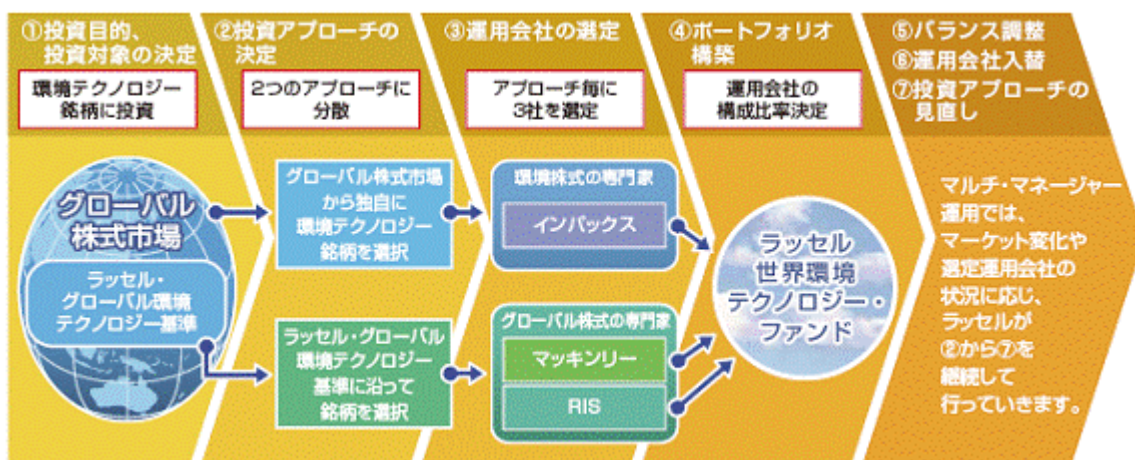 ①投資目的、
投資対象の決定
環境テクノロジー
銘柄に投資
②投資アプローチの
決定
2つのアプローチに
分散
③運用会社の選定
アプローチ毎に
3社を選定
④ポートフォリオ
構築
運用会社の
構成比率決定
⑤バランス調整
⑥運用会社入替
⑦投資アプローチの
見直し
グローバル
株式市場
ラッセル・
グローバル環境
テクノロジー基準
グローバル株式市場
から独自に
環境テクノロジー
銘柄を選択
ラッセル・グローバル
環境テクノロジー
基準に沿って
銘柄を選択
環境株式の専門家
インパックス
グローバル株式の専門家
マッキンリー
RIS
ラッセル
世界環境
テクノロジー・
ファンド
マルチ・マネージャー
運用では、
マーケット変化や
選定運用会社の
状況に応じ、
ラッセルが
②から⑦を
継続して
行っていきます。